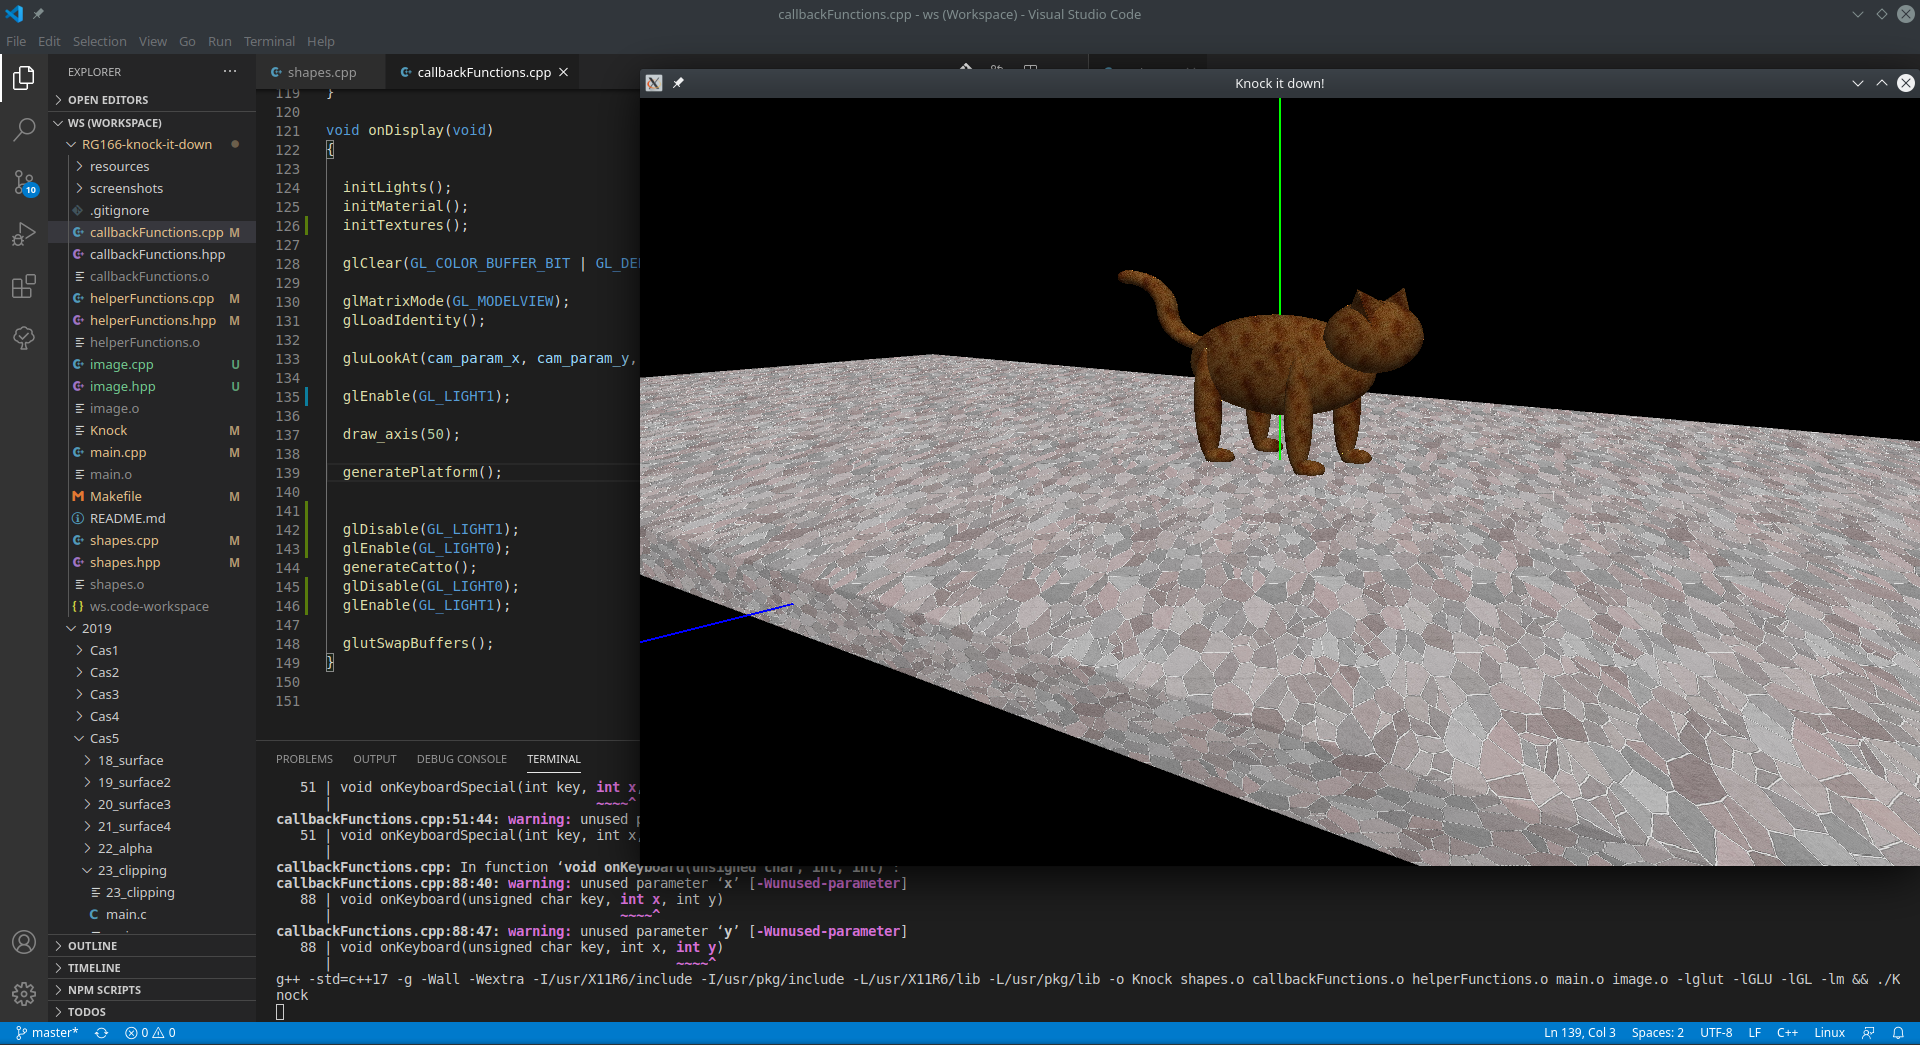 callbackFunctions.cpp - ws (Workspace) - Visual Studio Code
File Edit Selection View Go Run Terminal Help
EXPLORER
OPEN EDITORS
WS (WORKSPACE)
RG166-knock-it-down
resources
screenshots
.gitignore
callbackFunctions.cpp M
callbackFunctions.hpp
callbackFunctions.o
helperFunctions.cpp M
helperFunctions.hpp M
helperFunctions.o
image.cpp U
image.hpp U
image.o
Knock M
main.cpp M
main.o
Makefile M
README.md
shapes.cpp M
shapes.hpp M
shapes.o
ws.code-workspace
2019
Cas1
Cas2
Cas3
Cas4
Cas5
18_surface
19_surface2
20_surface3
21_surface4
22_alpha
23_clipping
23_clipping
main.c
OUTLINE
TIMELINE
NPM SCRIPTS
TODOS
10
shapes.cpp callbackFunctions.cpp
119 }
120
121 void onDisplay(void)
122 {
123
124 initLights();
125 initMaterial();
126 initTextures();
127
128 glClear(GL_COLOR_BUFFER_BIT | GL_DE
129
130 glMatrixMode(GL_MODELVIEW);
131 glLoadIdentity();
132
133 gluLookAt(cam_param_x, cam_param_y,
134
135 glEnable(GL_LIGHT1);
136
137 draw_axis(50);
138
139 generatePlatform();
140
141
142 glDisable(GL_LIGHT1);
143 glEnable(GL_LIGHT0);
144 generateCatto();
145 glDisable(GL_LIGHT0);
146 glEnable(GL_LIGHT1);
147
148 glutSwapBuffers();
149 }
150
151
Knock it down!
PROBLEMS OUTPUT DEBUG CONSOLE TERMINAL
51 | void onKeyboardSpecial(int key, int x,
| ~~~~^
callbackFunctions.cpp:51:44: warning: unused p
51 | void onKeyboardSpecial(int key, int x,
|
callbackFunctions.cpp: In function ‘void onKeyboard(unsigned char, int, int)’:
callbackFunctions.cpp:88:40: warning: unused parameter ‘x’ [-Wunused-parameter]
88 | void onKeyboard(unsigned char key, int x, int y)
| ~~~~^
callbackFunctions.cpp:88:47: warning: unused parameter ‘y’ [-Wunused-parameter]
88 | void onKeyboard(unsigned char key, int x, int y)
| ~~~~^
g++ -std=c++17 -g -Wall -Wextra -I/usr/X11R6/include -I/usr/pkg/include -L/usr/X11R6/lib -L/usr/pkg/lib -o Knock shapes.o callbackFunctions.o helperFunctions.o main.o image.o -lglut -lGLU -lGL -lm && ./K
nock
master* 0 0 Ln 139, Col 3 Spaces: 2 UTF-8 LF C++ Linux